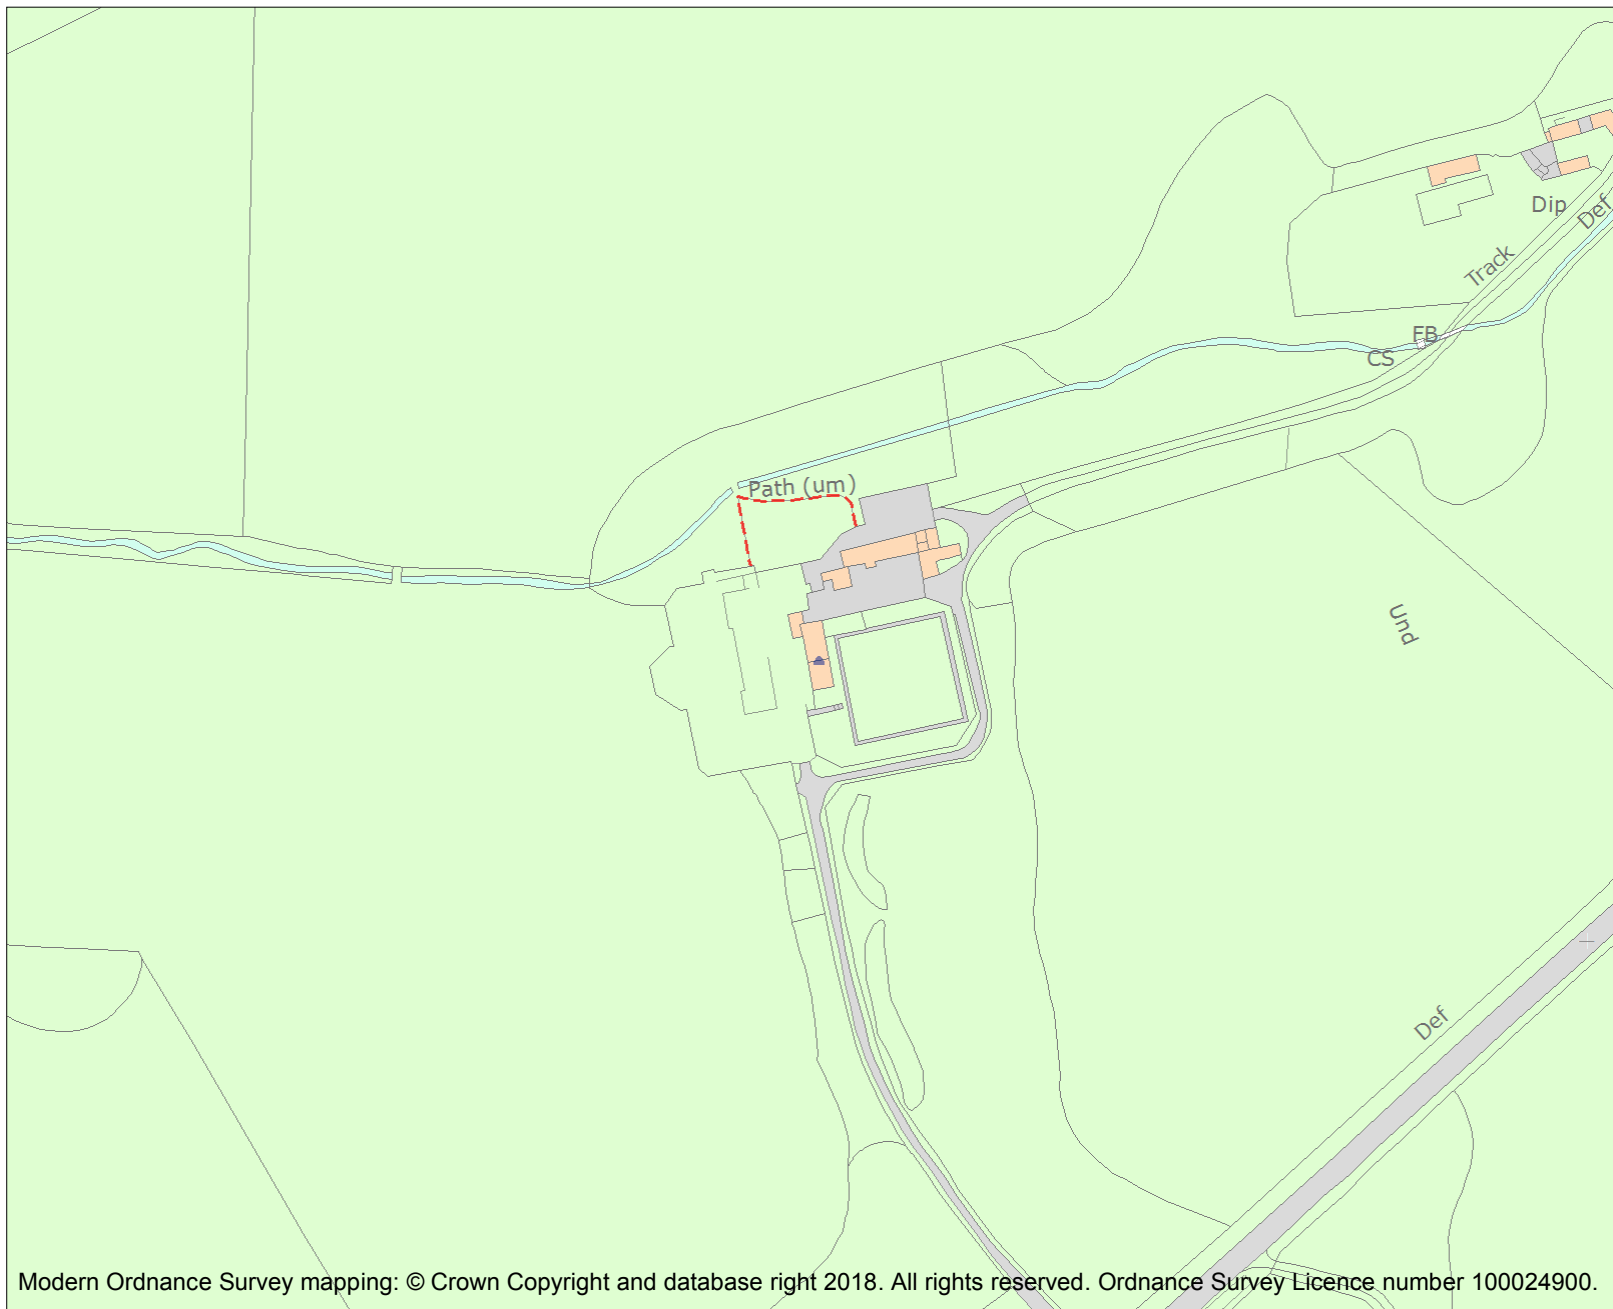 Dip
Def
Track
FB
CS
Path (um)
Und
Def
Modern Ordnance Survey mapping: © Crown Copyright and database right 2018. All rights reserved. Ordnance Survey Licence number 100024900.